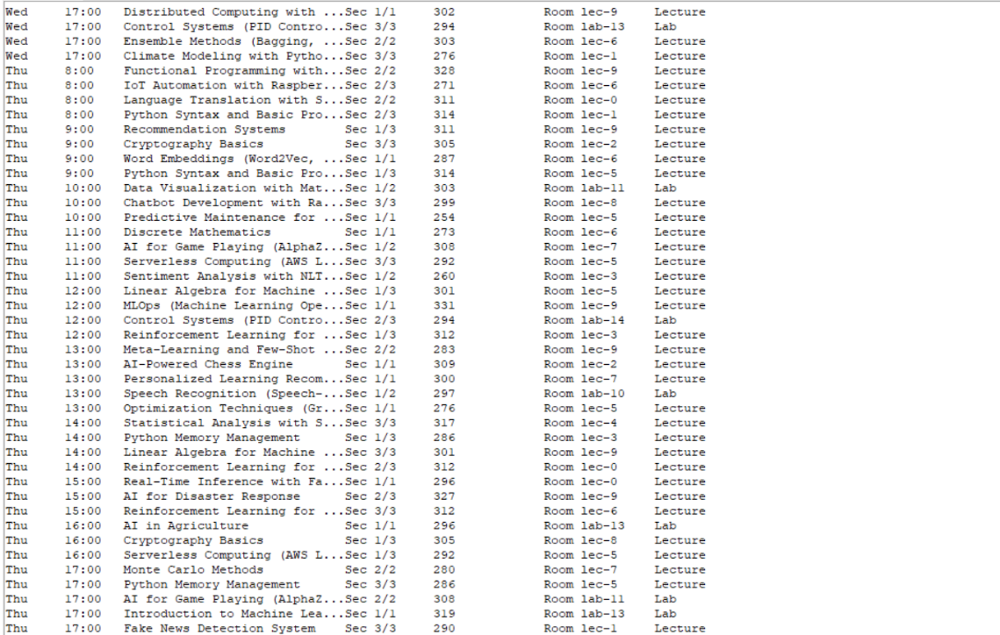 Wed 17:00 Distributed Computing with ...Sec 1/1 302 Room lec-9 Lecture
Wed 17:00 Control Systems (PID Contro...Sec 3/3 294 Room lab-13 Lab
Wed 17:00 Ensemble Methods (Bagging, ...Sec 2/2 303 Room lec-6 Lecture
Wed 17:00 Climate Modeling with Pytho...Sec 3/3 276 Room lec-1 Lecture
Thu 8:00 Functional Programming with...Sec 2/2 328 Room lec-9 Lecture
Thu 8:00 IoT Automation with Raspber...Sec 2/3 271 Room lec-6 Lecture
Thu 8:00 Language Translation with S...Sec 2/2 311 Room lec-0 Lecture
Thu 8:00 Python Syntax and Basic Pro...Sec 2/3 314 Room lec-1 Lecture
Thu 9:00 Recommendation Systems Sec 1/3 311 Room lec-9 Lecture
Thu 9:00 Cryptography Basics Sec 3/3 305 Room lec-2 Lecture
Thu 9:00 Word Embeddings (Word2Vec, ...Sec 1/1 287 Room lec-6 Lecture
Thu 9:00 Python Syntax and Basic Pro...Sec 1/3 314 Room lec-5 Lecture
Thu 10:00 Data Visualization with Mat...Sec 1/2 303 Room lab-11 Lab
Thu 10:00 Chatbot Development with Ra...Sec 3/3 299 Room lec-8 Lecture
Thu 10:00 Predictive Maintenance for ...Sec 1/1 254 Room lec-5 Lecture
Thu 11:00 Discrete Mathematics Sec 1/1 273 Room lec-6 Lecture
Thu 11:00 AI for Game Playing (AlphaZ...Sec 1/2 308 Room lec-7 Lecture
Thu 11:00 Serverless Computing (AWS L...Sec 3/3 292 Room lec-5 Lecture
Thu 11:00 Sentiment Analysis with NLT...Sec 1/2 260 Room lec-3 Lecture
Thu 12:00 Linear Algebra for Machine ...Sec 1/3 301 Room lec-5 Lecture
Thu 12:00 MLOps (Machine Learning Ope...Sec 1/1 331 Room lec-9 Lecture
Thu 12:00 Control Systems (PID Contro...Sec 2/3 294 Room lab-14 Lab
Thu 12:00 Reinforcement Learning for ...Sec 1/3 312 Room lec-3 Lecture
Thu 13:00 Meta-Learning and Few-Shot ...Sec 2/2 283 Room lec-9 Lecture
Thu 13:00 AI-Powered Chess Engine Sec 1/1 309 Room lec-2 Lecture
Thu 13:00 Personalized Learning Recom...Sec 1/1 300 Room lec-7 Lecture
Thu 13:00 Speech Recognition (Speech-...Sec 1/2 297 Room lab-10 Lab
Thu 13:00 Optimization Techniques (Gr...Sec 1/1 276 Room lec-5 Lecture
Thu 14:00 Statistical Analysis with S...Sec 3/3 317 Room lec-4 Lecture
Thu 14:00 Python Memory Management Sec 1/3 286 Room lec-3 Lecture
Thu 14:00 Linear Algebra for Machine ...Sec 3/3 301 Room lec-9 Lecture
Thu 14:00 Reinforcement Learning for ...Sec 2/3 312 Room lec-0 Lecture
Thu 15:00 Real-Time Inference with Fa...Sec 1/1 296 Room lec-0 Lecture
Thu 15:00 AI for Disaster Response Sec 2/3 327 Room lec-9 Lecture
Thu 15:00 Reinforcement Learning for ...Sec 3/3 312 Room lec-6 Lecture
Thu 16:00 AI in Agriculture Sec 1/1 296 Room lab-13 Lab
Thu 16:00 Cryptography Basics Sec 1/3 305 Room lec-8 Lecture
Thu 16:00 Serverless Computing (AWS L...Sec 1/3 292 Room lec-5 Lecture
Thu 17:00 Monte Carlo Methods Sec 2/2 280 Room lec-7 Lecture
Thu 17:00 Python Memory Management Sec 3/3 286 Room lec-5 Lecture
Thu 17:00 AI for Game Playing (AlphaZ...Sec 2/2 308 Room lab-11 Lab
Thu 17:00 Introduction to Machine Lea...Sec 1/1 319 Room lab-13 Lab
Thu 17:00 Fake News Detection System Sec 3/3 290 Room lec-1 Lecture